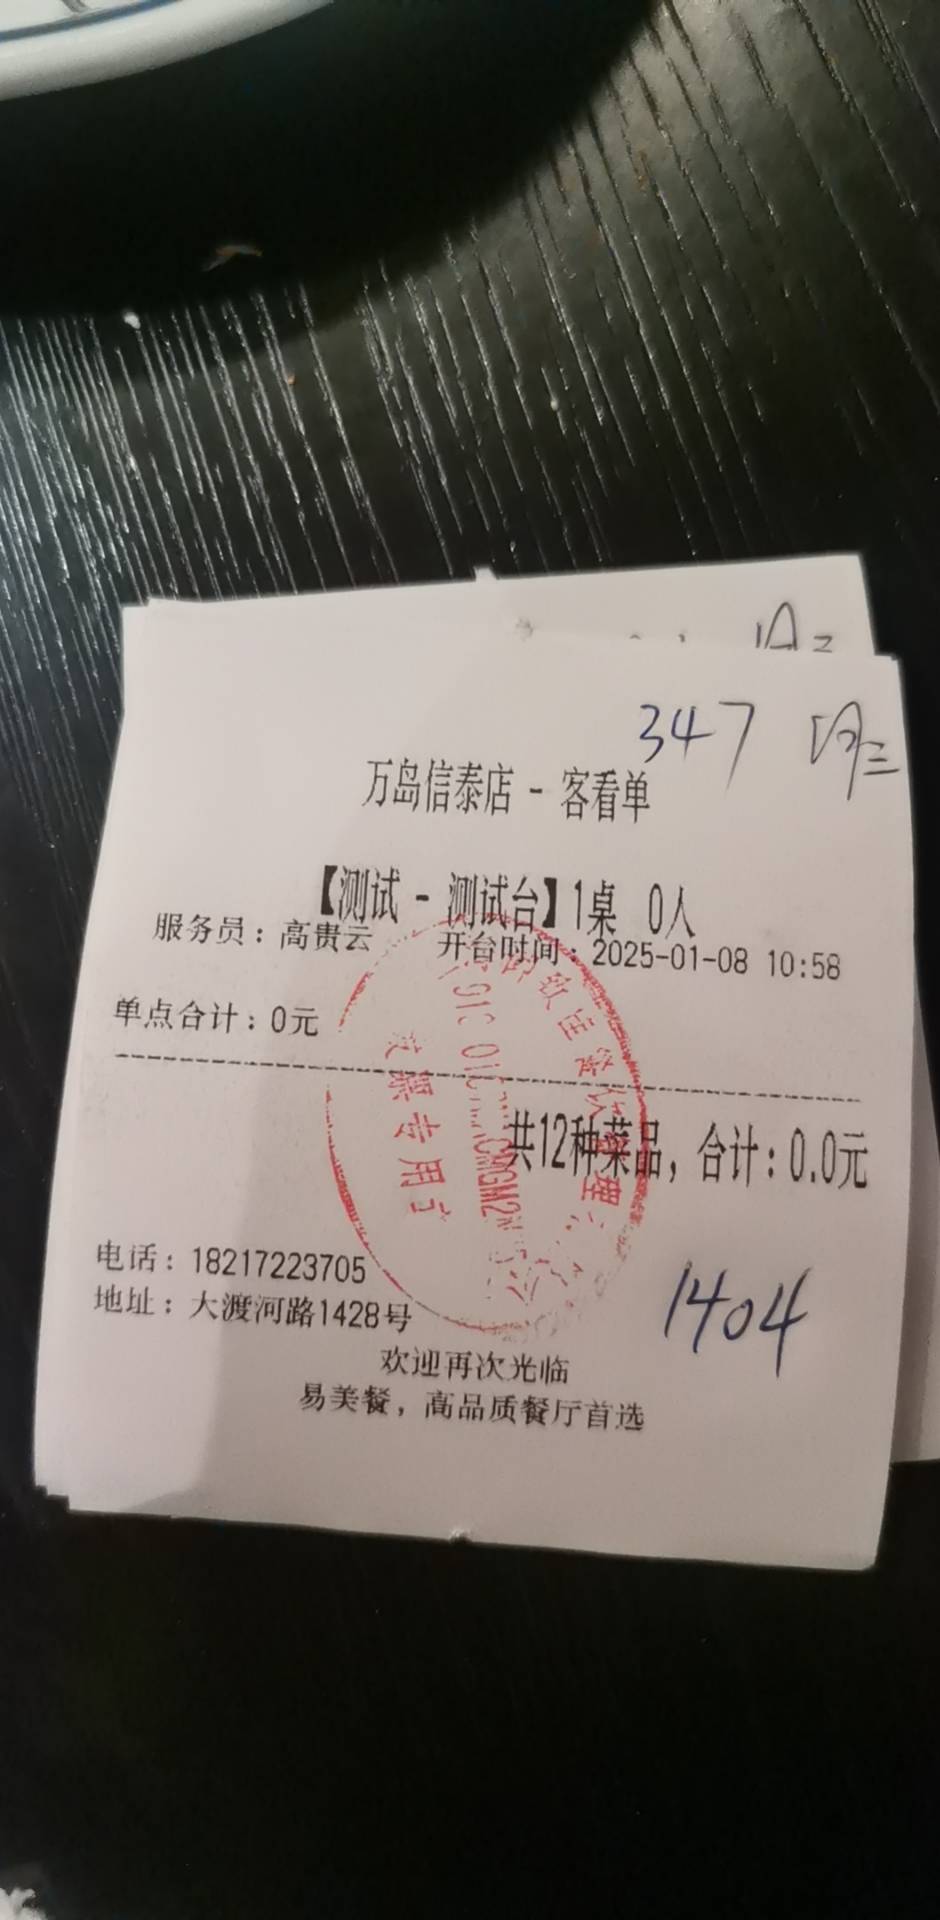 347
万岛信泰店 - 客看单
【测试 - 测试台】1桌 0人
服务员：高贵云 开台时间：2025-01-08 10:58
单点合计：0元
共12种菜品，合计：0.0元
电话：18217223705
地址：大渡河路1428号
1404
欢迎再次光临
易美餐，高品质餐厅首选
票专用